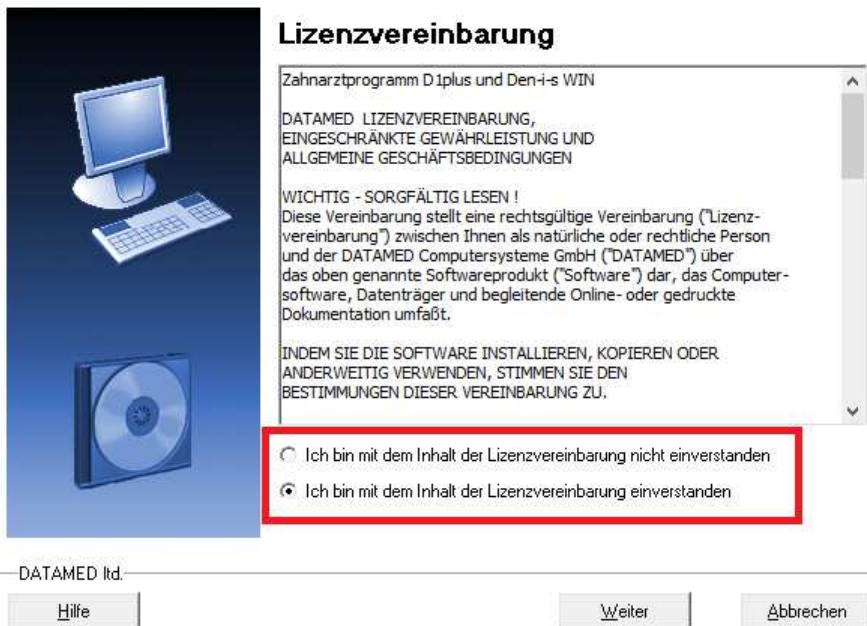 Lizenzvereinbarung
Zahnarztprogramm D1plus und Den-i-s WIN
DATAMED LIZENZVEREINBARUNG,
EINGESCHRÄNKTE GEWÄHRLEISTUNG UND
ALLGEMEINE GESCHÄFTSBEDINGUNGEN
WICHTIG - SORGFÄLTIG LESEN !
Diese Vereinbarung stellt eine rechtsgültige Vereinbarung ("Lizenz-
vereinbarung") zwischen Ihnen als natürliche oder rechtliche Person
und der DATAMED Computersysteme GmbH ("DATAMED") über
das oben genannte Softwareprodukt ("Software") dar, das Computer-
software, Datenträger und begleitende Online- oder gedruckte
Dokumentation umfaßt.
INDEM SIE DIE SOFTWARE INSTALLIEREN, KOPIEREN ODER
ANDERWEITIG VERWENDEN, STIMMEN SIE DEN
BESTIMMUNGEN DIESER VEREINBARUNG ZU.
Ich bin mit dem Inhalt der Lizenzvereinbarung nicht einverstanden
Ich bin mit dem Inhalt der Lizenzvereinbarung einverstanden
DATAMED ltd.
Hilfe Weiter Abbrechen